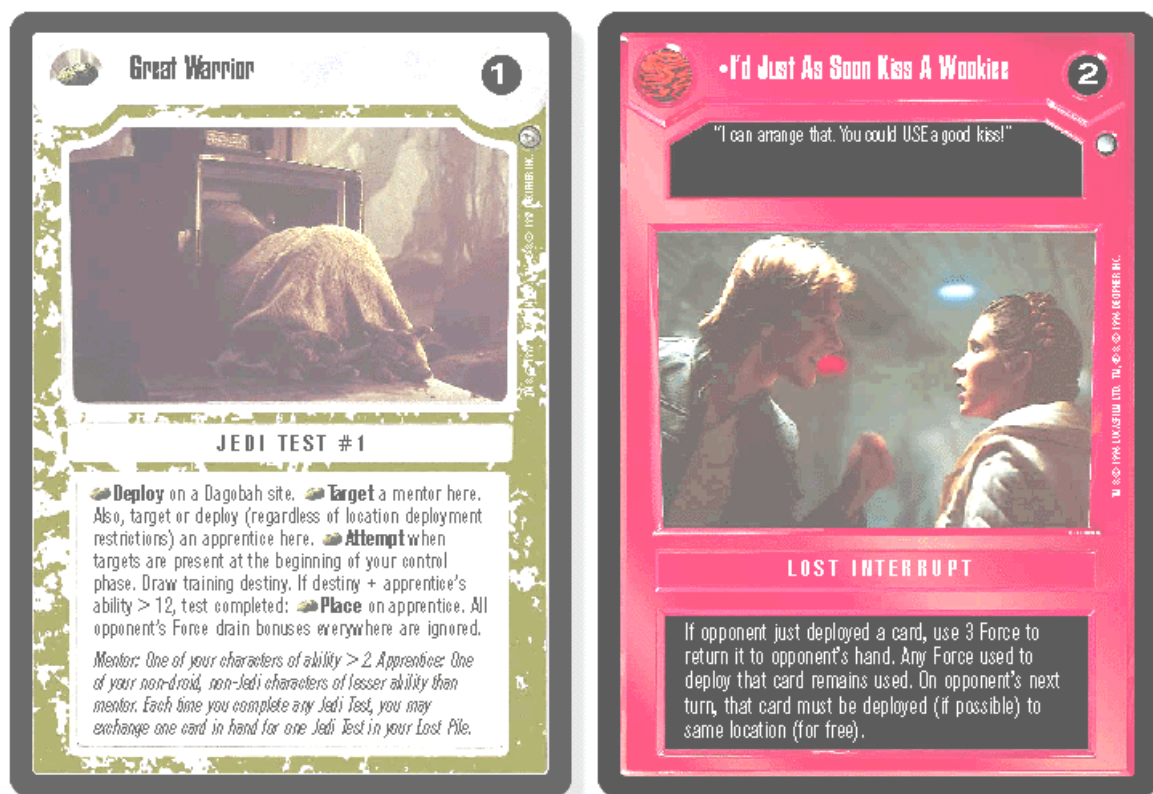 Great Warrior
1
JEDI TEST #1
Deploy on a Dagobah site. Target a mentor here.
Also, target or deploy (regardless of location deployment
restrictions) an apprentice here. Attempt when
targets are present at the beginning of your control
phase. Draw training destiny. If destiny + apprentice's
ability > 12, test completed: Place on apprentice. All
opponent's Force drain bonuses everywhere are ignored.
Mentor: One of your characters of ability > 2. Apprentice: One
of your non-droid, non-Jedi characters of lesser ability than
mentor. Each time you complete any Jedi Test, you may
exchange one card in hand for one Jedi Test in your Lost Pile.
•I'd Just As Soon Kiss A Wookiee
2
"I can arrange that. You could USE a good kiss!"
TM & © 1996 LUCASFILM LTD. TM, ® & © 1996 DECIPHER INC.
LOST INTERRUPT
If opponent just deployed a card, use 3 Force to
return it to opponent's hand. Any Force used to
deploy that card remains used. On opponent's next
turn, that card must be deployed (if possible) to
same location (for free).